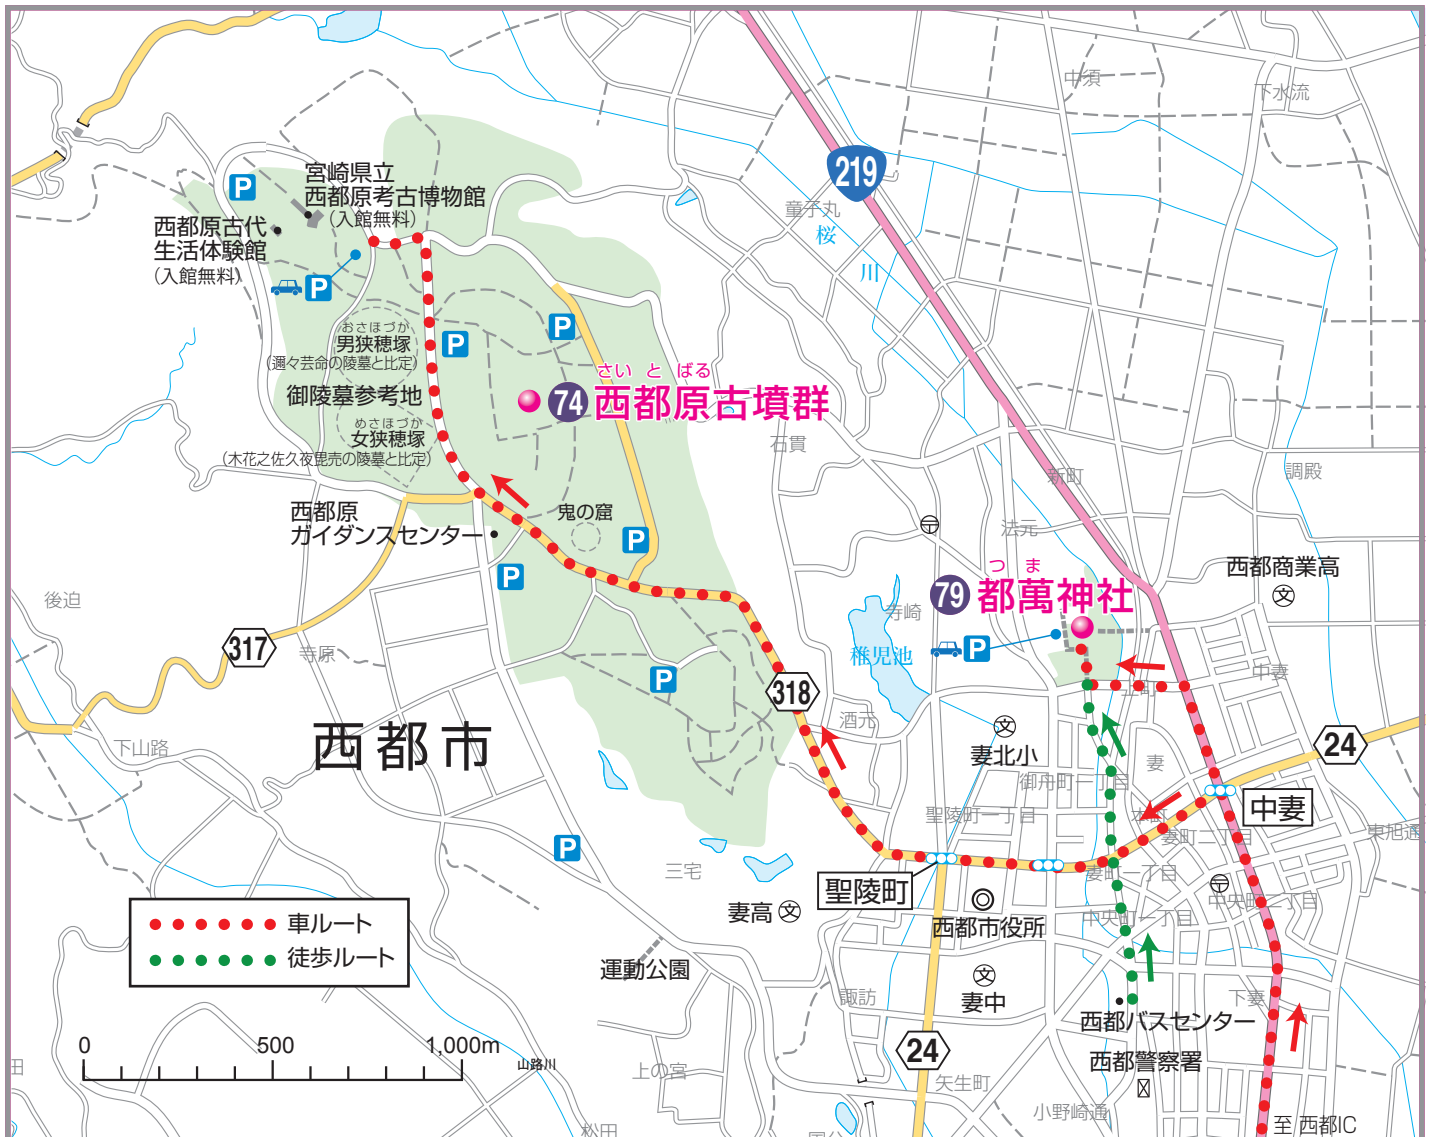 中須
下水流
219
童子丸
桜
川
P
宮崎県立
西都原考古博物館
(入館無料)
西都原古代
生活体験館
(入館無料)
P
おさほづか
男狭穂塚
(邇々芸命の陵墓と比定)
御陵墓参考地
めさほづか
女狭穂塚
(木花之佐久夜毘売の陵墓と比定)
P
P
さい と ばる
74 西都原古墳群
石貫
新町
調殿
法元
西都原
ガイダンスセンター
鬼の窟
P
P
西都商業高
文
つ ま
79 都萬神社
寺崎
稚児池
P
後迫
317
寺原
P
318
酒元
上町
中妻
西都市
下山路
文
妻北小
妻
24
御舟町一丁目
聖陵町一丁目
本町
中妻
妻町二丁目
東旭通
P
三宅
聖陵町
妻町一丁目
妻高 文
西都市役所
中央町一丁目
中央町二丁目
車ルート
徒歩ルート
運動公園
文
妻中
諏訪
下妻
西都バスセンター
0 500 1,000m
山路川
上の宮
24
西都警察署
矢生町
小野崎通
至 西都IC
松田
田